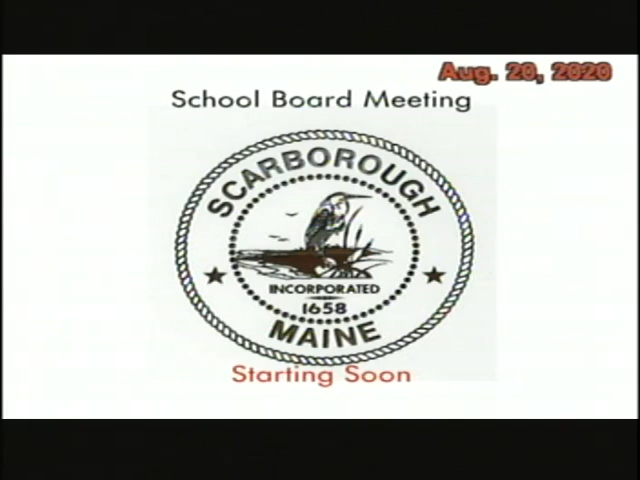 Aug. 20, 2020
School Board Meeting
SCARBOROUGH
INCORPORATED
1658
MAINE
Starting Soon